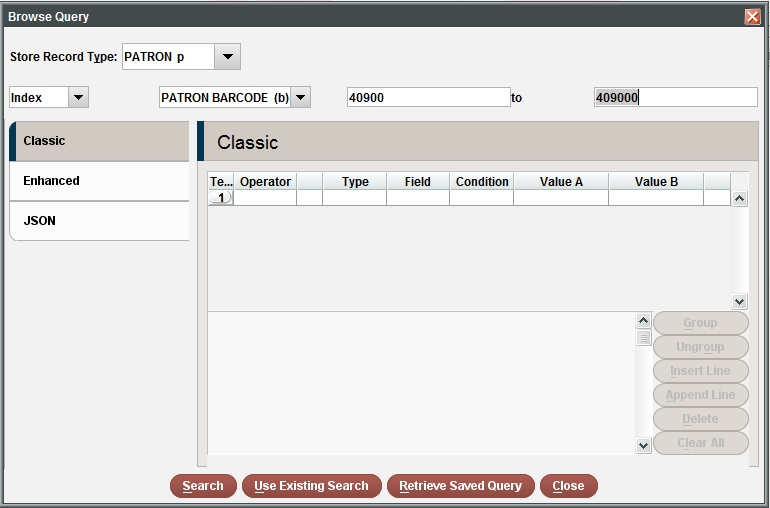 Browse Query
Store Record Type: PATRON p
Index PATRON BARCODE (b) 40900 to 409000
Classic
Enhanced
JSON
Classic
Te... Operator Type Field Condition Value A Value B
1
Group
Ungroup
Insert Line
Append Line
Delete
Clear All
Search Use Existing Search Retrieve Saved Query Close